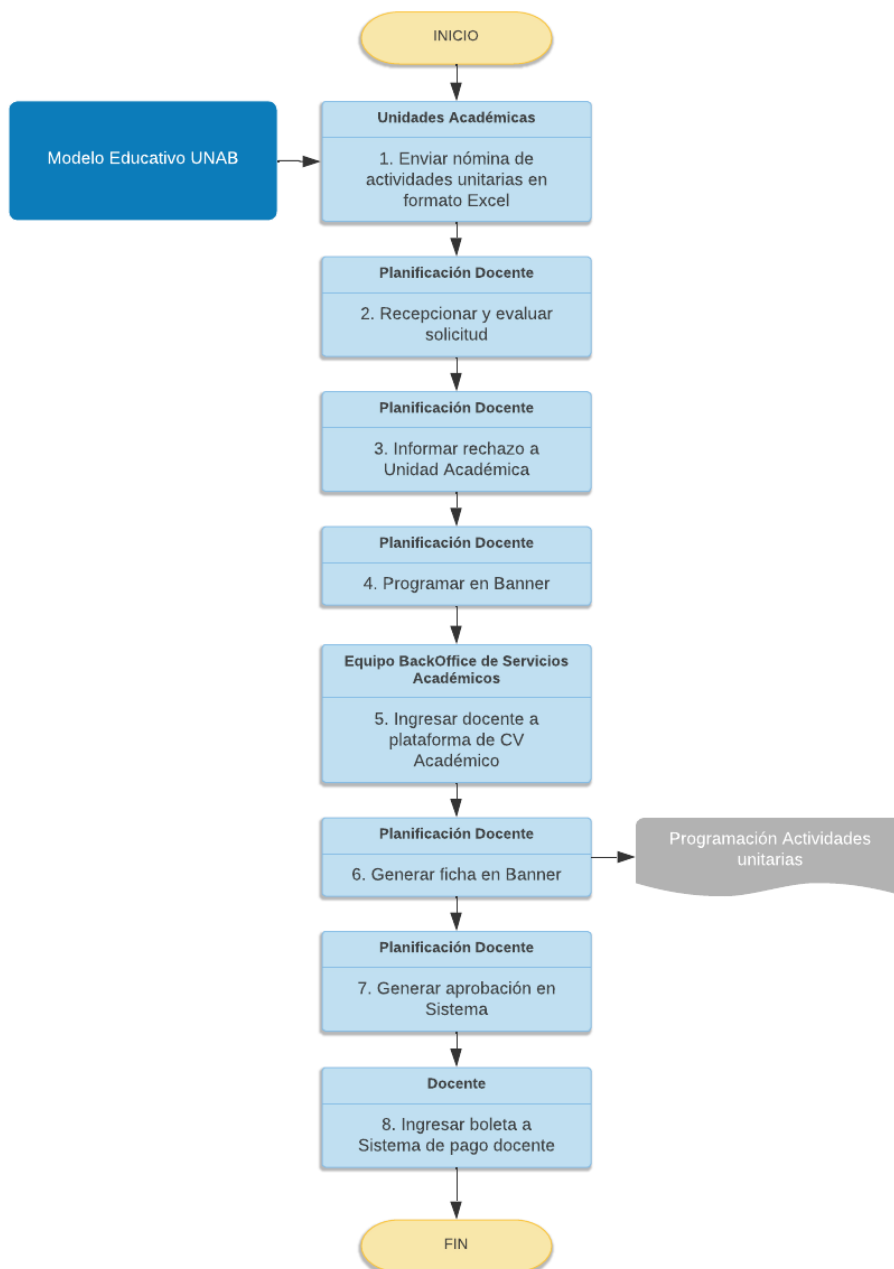 INICIO
Modelo Educativo UNAB
Unidades Académicas
1. Enviar nómina de
actividades unitarias en
formato Excel
Planificación Docente
2. Recepcionar y evaluar
solicitud
Planificación Docente
3. Informar rechazo a
Unidad Académica
Planificación Docente
4. Programar en Banner
Equipo BackOffice de Servicios
Académicos
5. Ingresar docente a
plataforma de CV
Académico
Planificación Docente
6. Generar ficha en Banner
Programación Actividades
unitarias
Planificación Docente
7. Generar aprobación en
Sistema
Docente
8. Ingresar boleta a
Sistema de pago docente
FIN